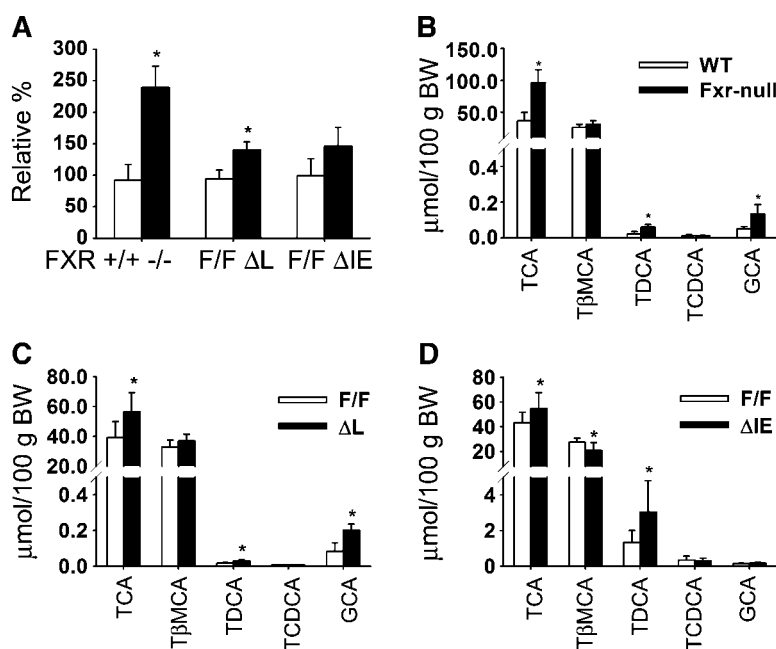 A
Relative %
300
250
200
150
100
50
0
*
*
FXR +/+ -/- F/F ΔL F/F ΔIE
B
μmol/100 g BW
150.0
100.0
50.0
0.4
0.2
0.0
WT
Fxr-null
*
*
*
TCA
TβMCA
TDCA
TCDCA
GCA
C
μmol/100 g BW
80.0
60.0
40.0
20.0
0.4
0.2
0.0
F/F
ΔL
*
*
*
TCA
TβMCA
TDCA
TCDCA
GCA
D
μmol/100 g BW
80
60
40
20
4
2
0
F/F
ΔIE
*
*
*
TCA
TβMCA
TDCA
TCDCA
GCA